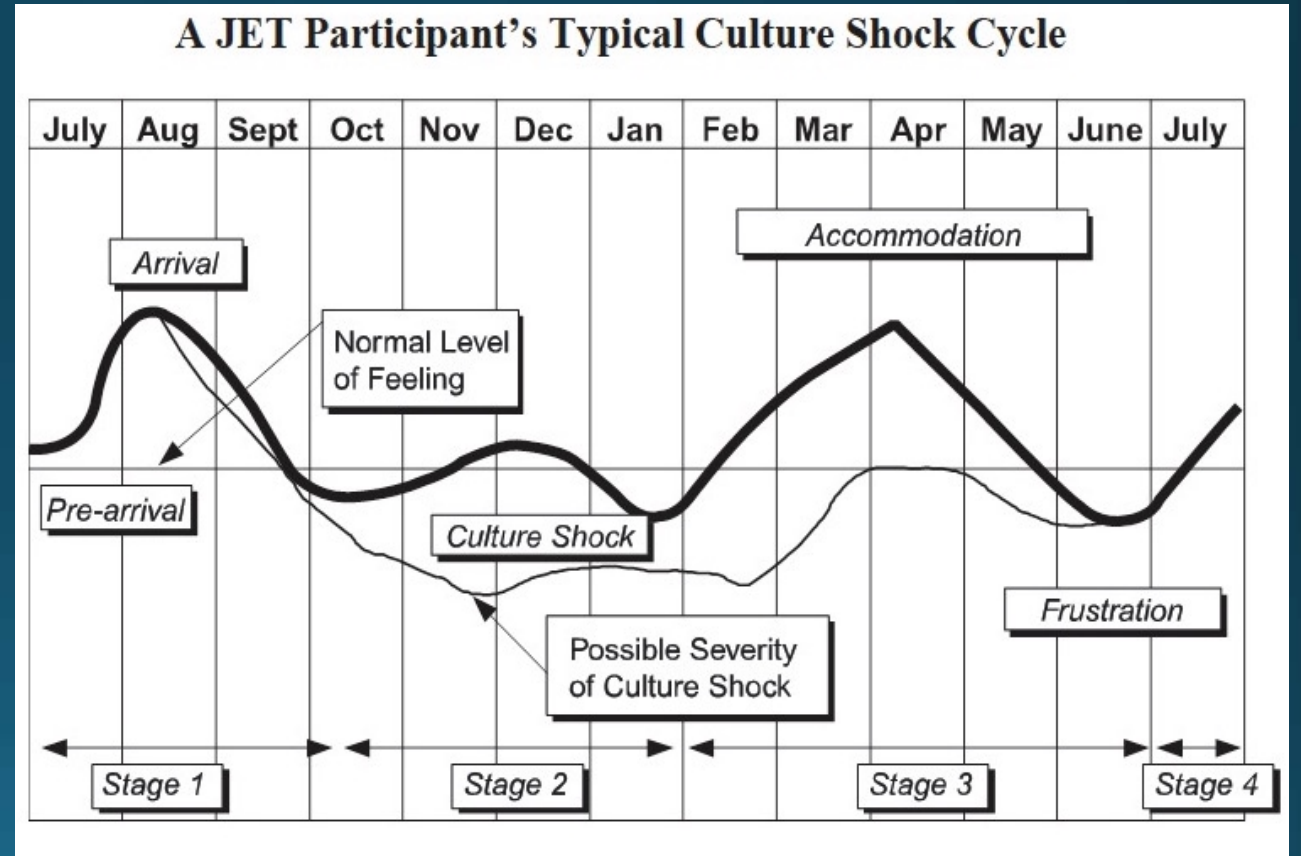 A JET Participant's Typical Culture Shock Cycle
July Aug Sept Oct Nov Dec Jan Feb Mar Apr May June July
Accommodation
Arrival
Normal Level
of Feeling
Pre-arrival
Culture Shock
Frustration
Possible Severity
of Culture Shock
Stage 1 Stage 2 Stage 3 Stage 4